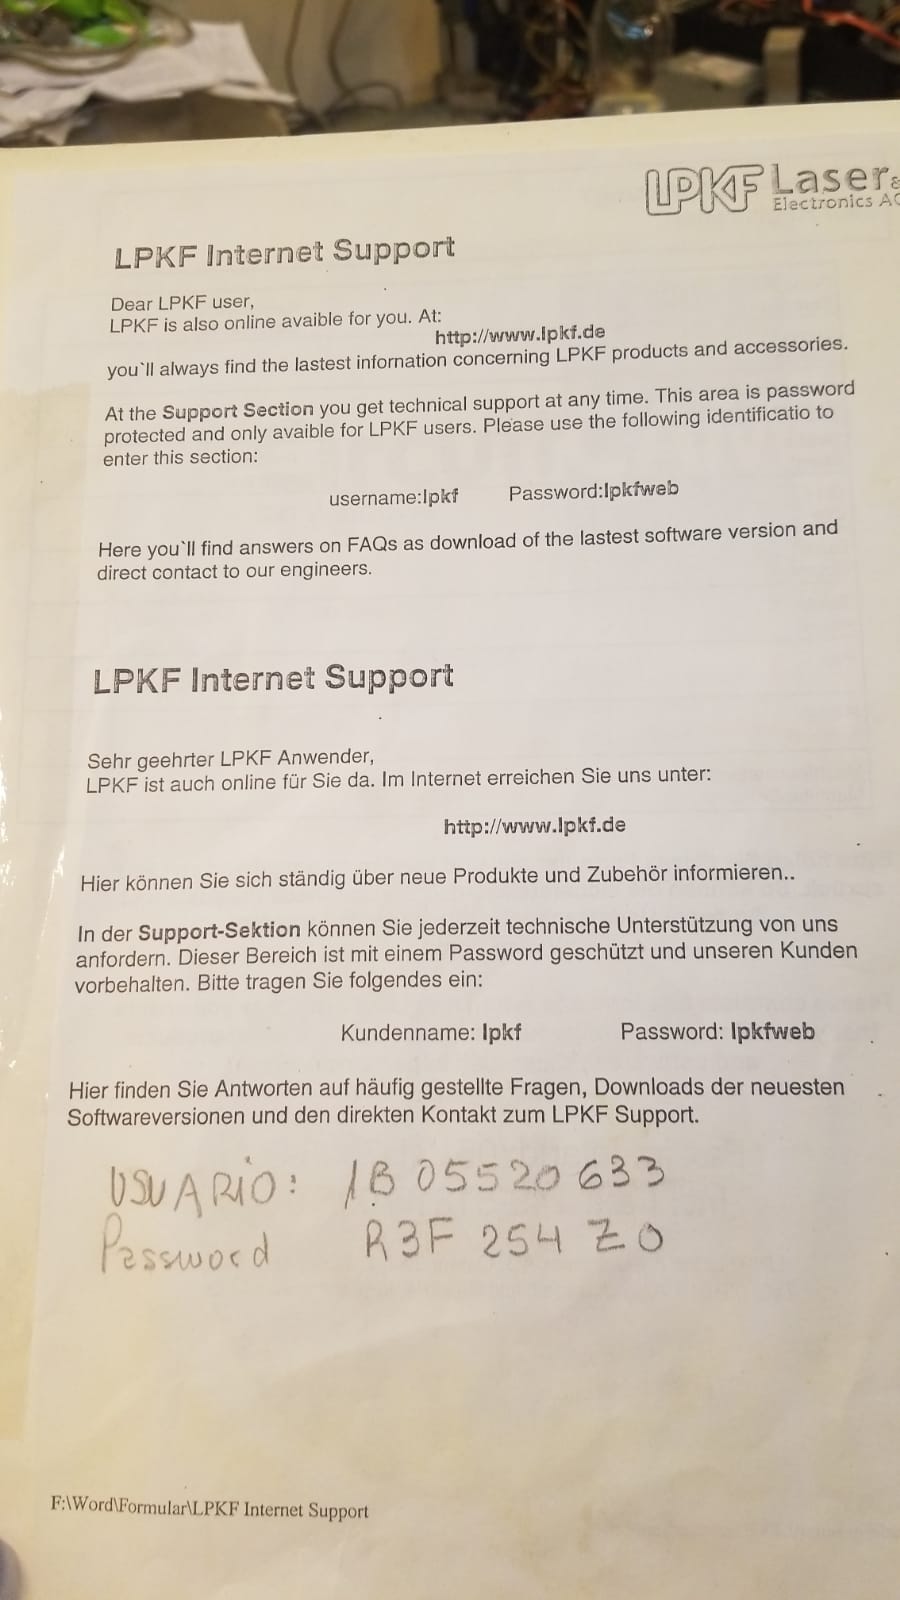 LPKF Laser &
Electronics AG
LPKF Internet Support
Dear LPKF user,
LPKF is also online avaible for you. At:
http://www.lpkf.de
you`ll always find the lastest infornation concerning LPKF products and accessories.
At the Support Section you get technical support at any time. This area is password
protected and only avaible for LPKF users. Please use the following identificatio to
enter this section:
username:lpkf Password:lpkfweb
Here you`ll find answers on FAQs as download of the lastest software version and
direct contact to our engineers.
LPKF Internet Support
Sehr geehrter LPKF Anwender,
LPKF ist auch online für Sie da. Im Internet erreichen Sie uns unter:
http://www.lpkf.de
Hier können Sie sich ständig über neue Produkte und Zubehör informieren..
In der Support-Sektion können Sie jederzeit technische Unterstützung von uns
anfordern. Dieser Bereich ist mit einem Password geschützt und unseren Kunden
vorbehalten. Bitte tragen Sie folgendes ein:
Kundenname: lpkf Password: lpkfweb
Hier finden Sie Antworten auf häufig gestellte Fragen, Downloads der neuesten
Softwareversionen und den direkten Kontakt zum LPKF Support.
USUARIO: 1B 05520 633
Password R3F 254 Z0
F:\Word\Formular\LPKF Internet Support